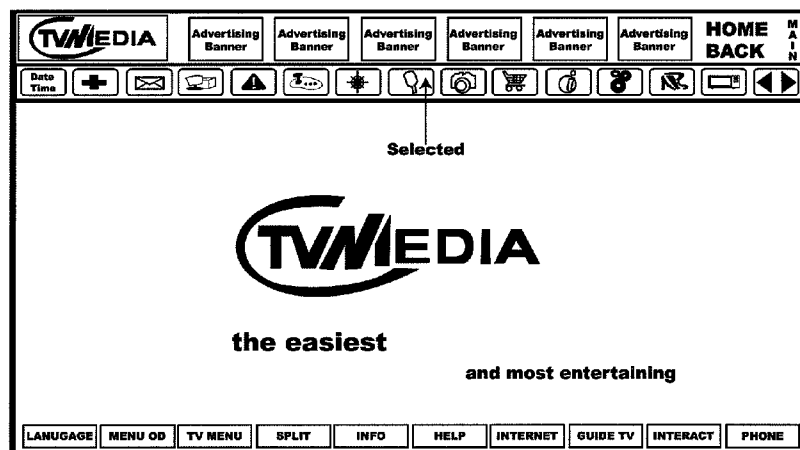 TVMEDIA
Advertising Banner
Advertising Banner
Advertising Banner
Advertising Banner
Advertising Banner
Advertising Banner
HOME
BACK
MAIN
Date
Time
Selected
TVMEDIA
the easiest
and most entertaining
LANUGAGE MENU OD TV MENU SPLIT INFO HELP INTERNET GUIDE TV INTERACT PHONE